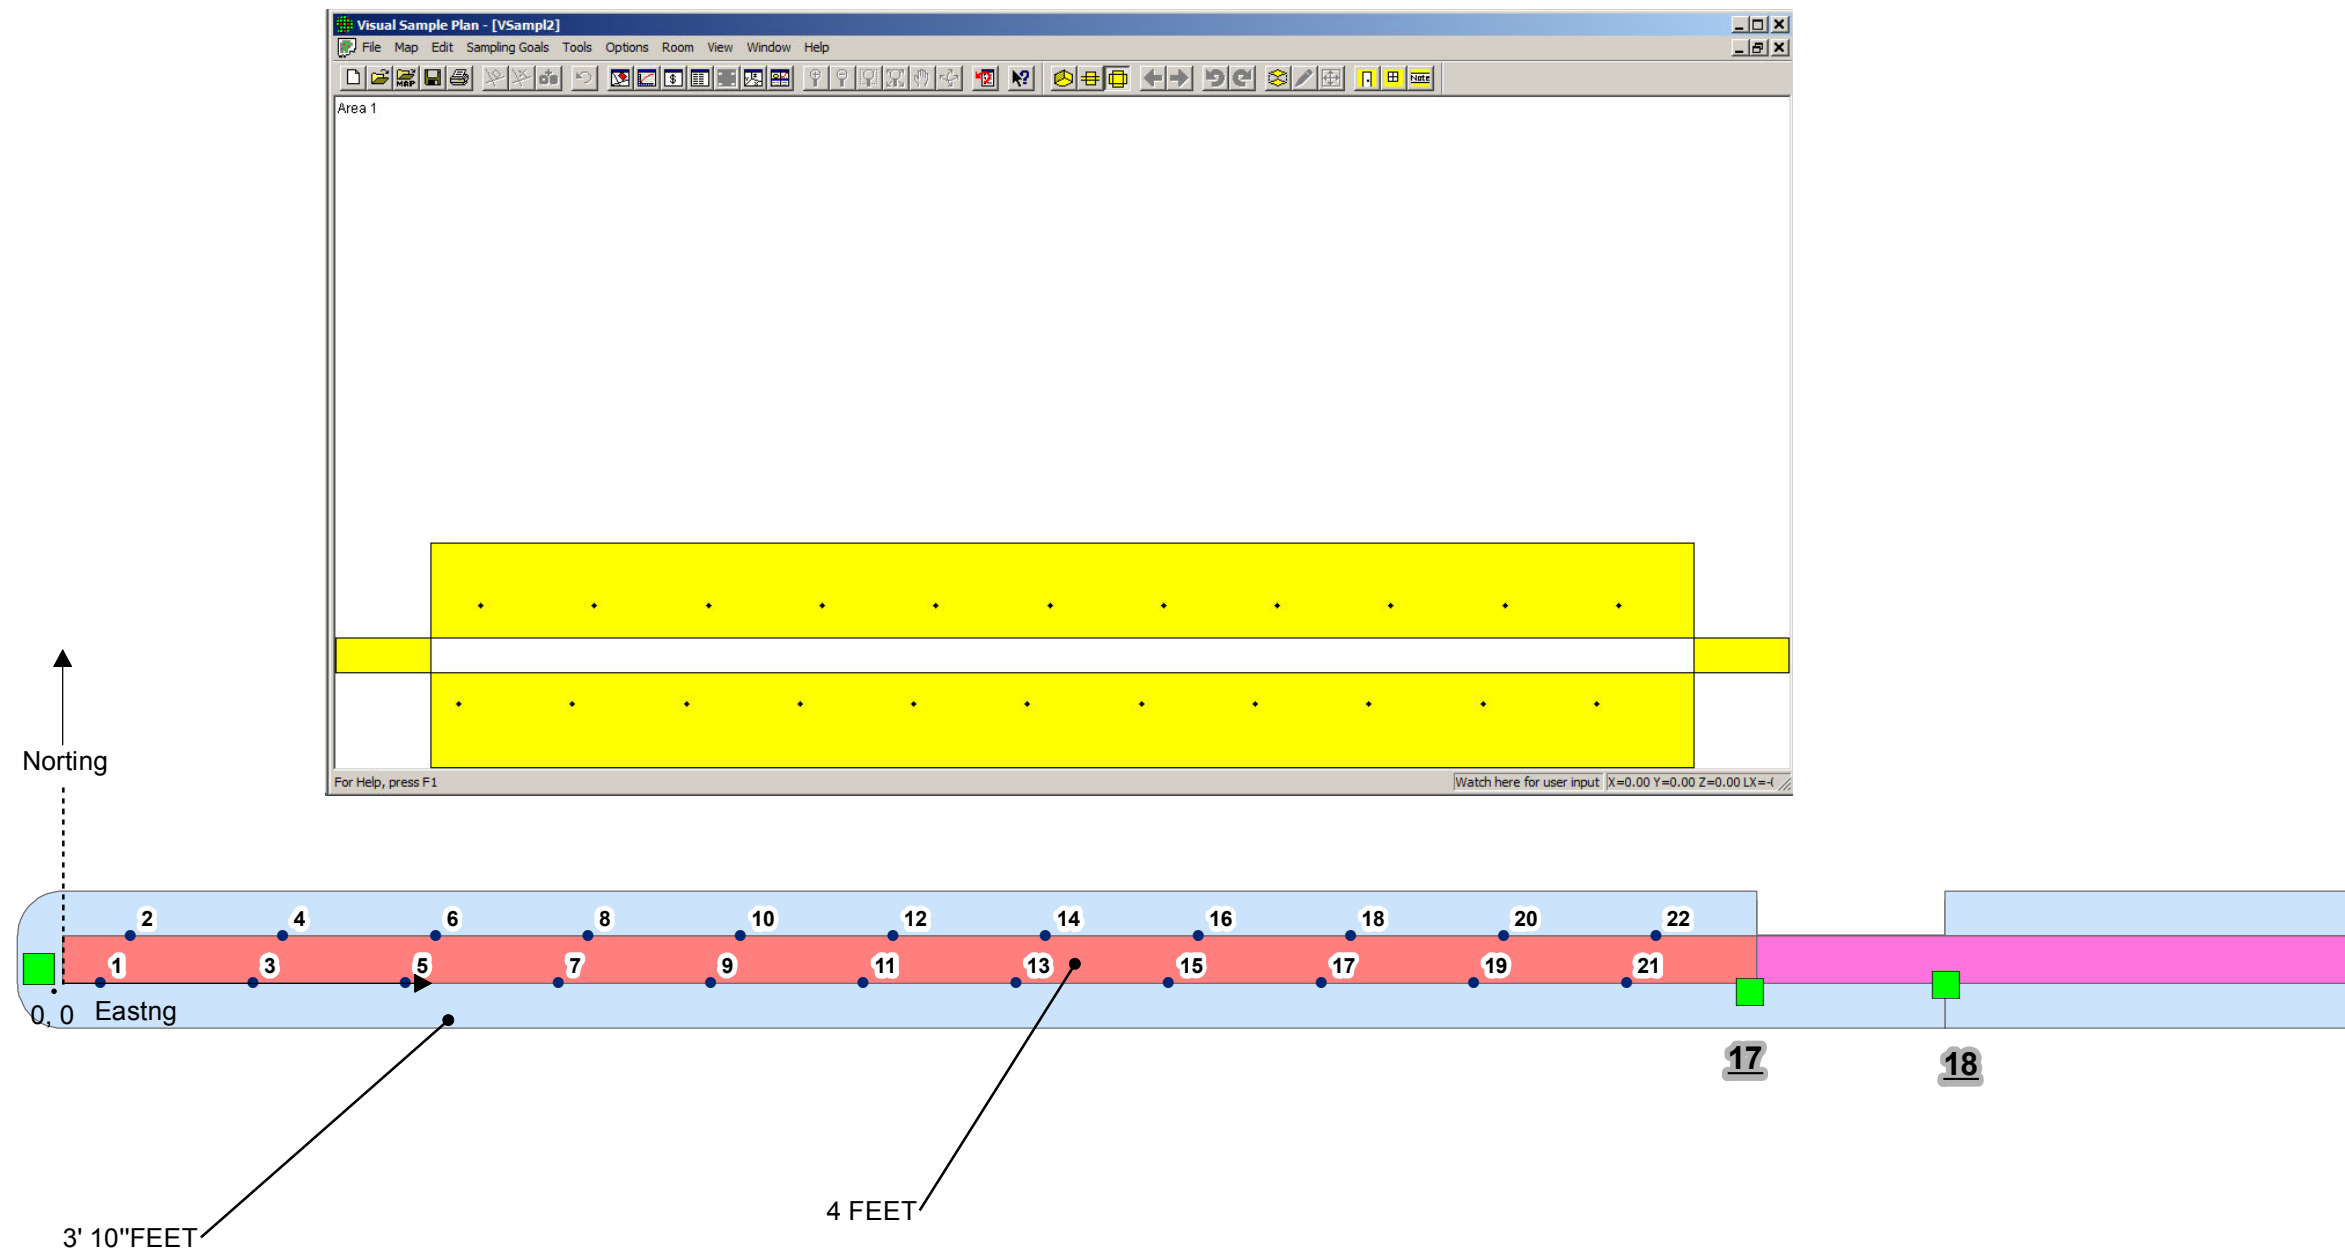 Visual Sample Plan - [VSampl2]
File Map Edit Sampling Goals Tools Options Room View Window Help
MAP $ ? Note
Area 1
For Help, press F1
Watch here for user input X=0.00 Y=0.00 Z=0.00 LX=-(
Norting
2 4 6 8 10 12 14 16 18 20 22
1 3 5 7 9 11 13 15 17 19 21
0, 0 Eastng
17 18
4 FEET
3' 10"FEET